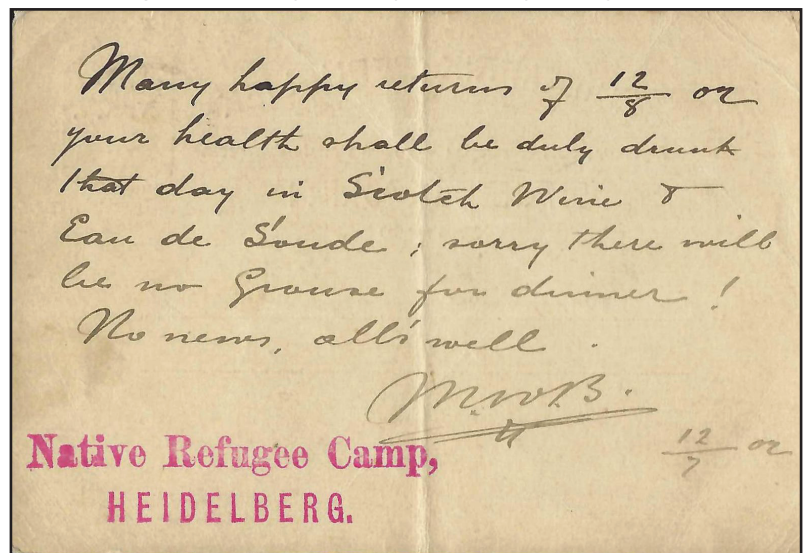 Many happy returns of 12/8 02
your health shall be duly drunk
that day in Scotch Wine &
Eau de Soude ; sorry there will
be no Grouse for dinner !
No news, all's well .
M.W.B.
12/7 02
Native Refugee Camp,
HEIDELBERG.